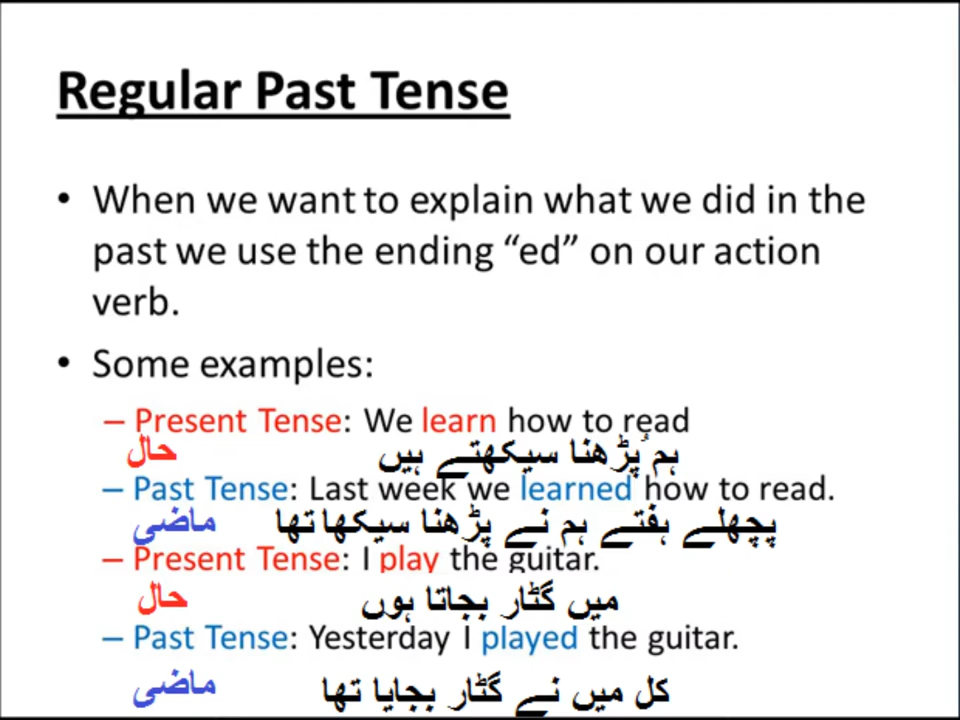 Regular Past Tense
• When we want to explain what we did in the
past we use the ending “ed” on our action
verb.
• Some examples:
– Present Tense: We learn how to read
حال ہم پُڑھنا سیکھتے ہیں
– Past Tense: Last week we learned how to read.
ماضی پچھلے ہفتے ہم نے پڑھنا سیکھا تھا
– Present Tense: I play the guitar.
حال میں گٹار بجاتا ہوں
– Past Tense: Yesterday I played the guitar.
ماضی کل میں نے گٹار بجایا تھا